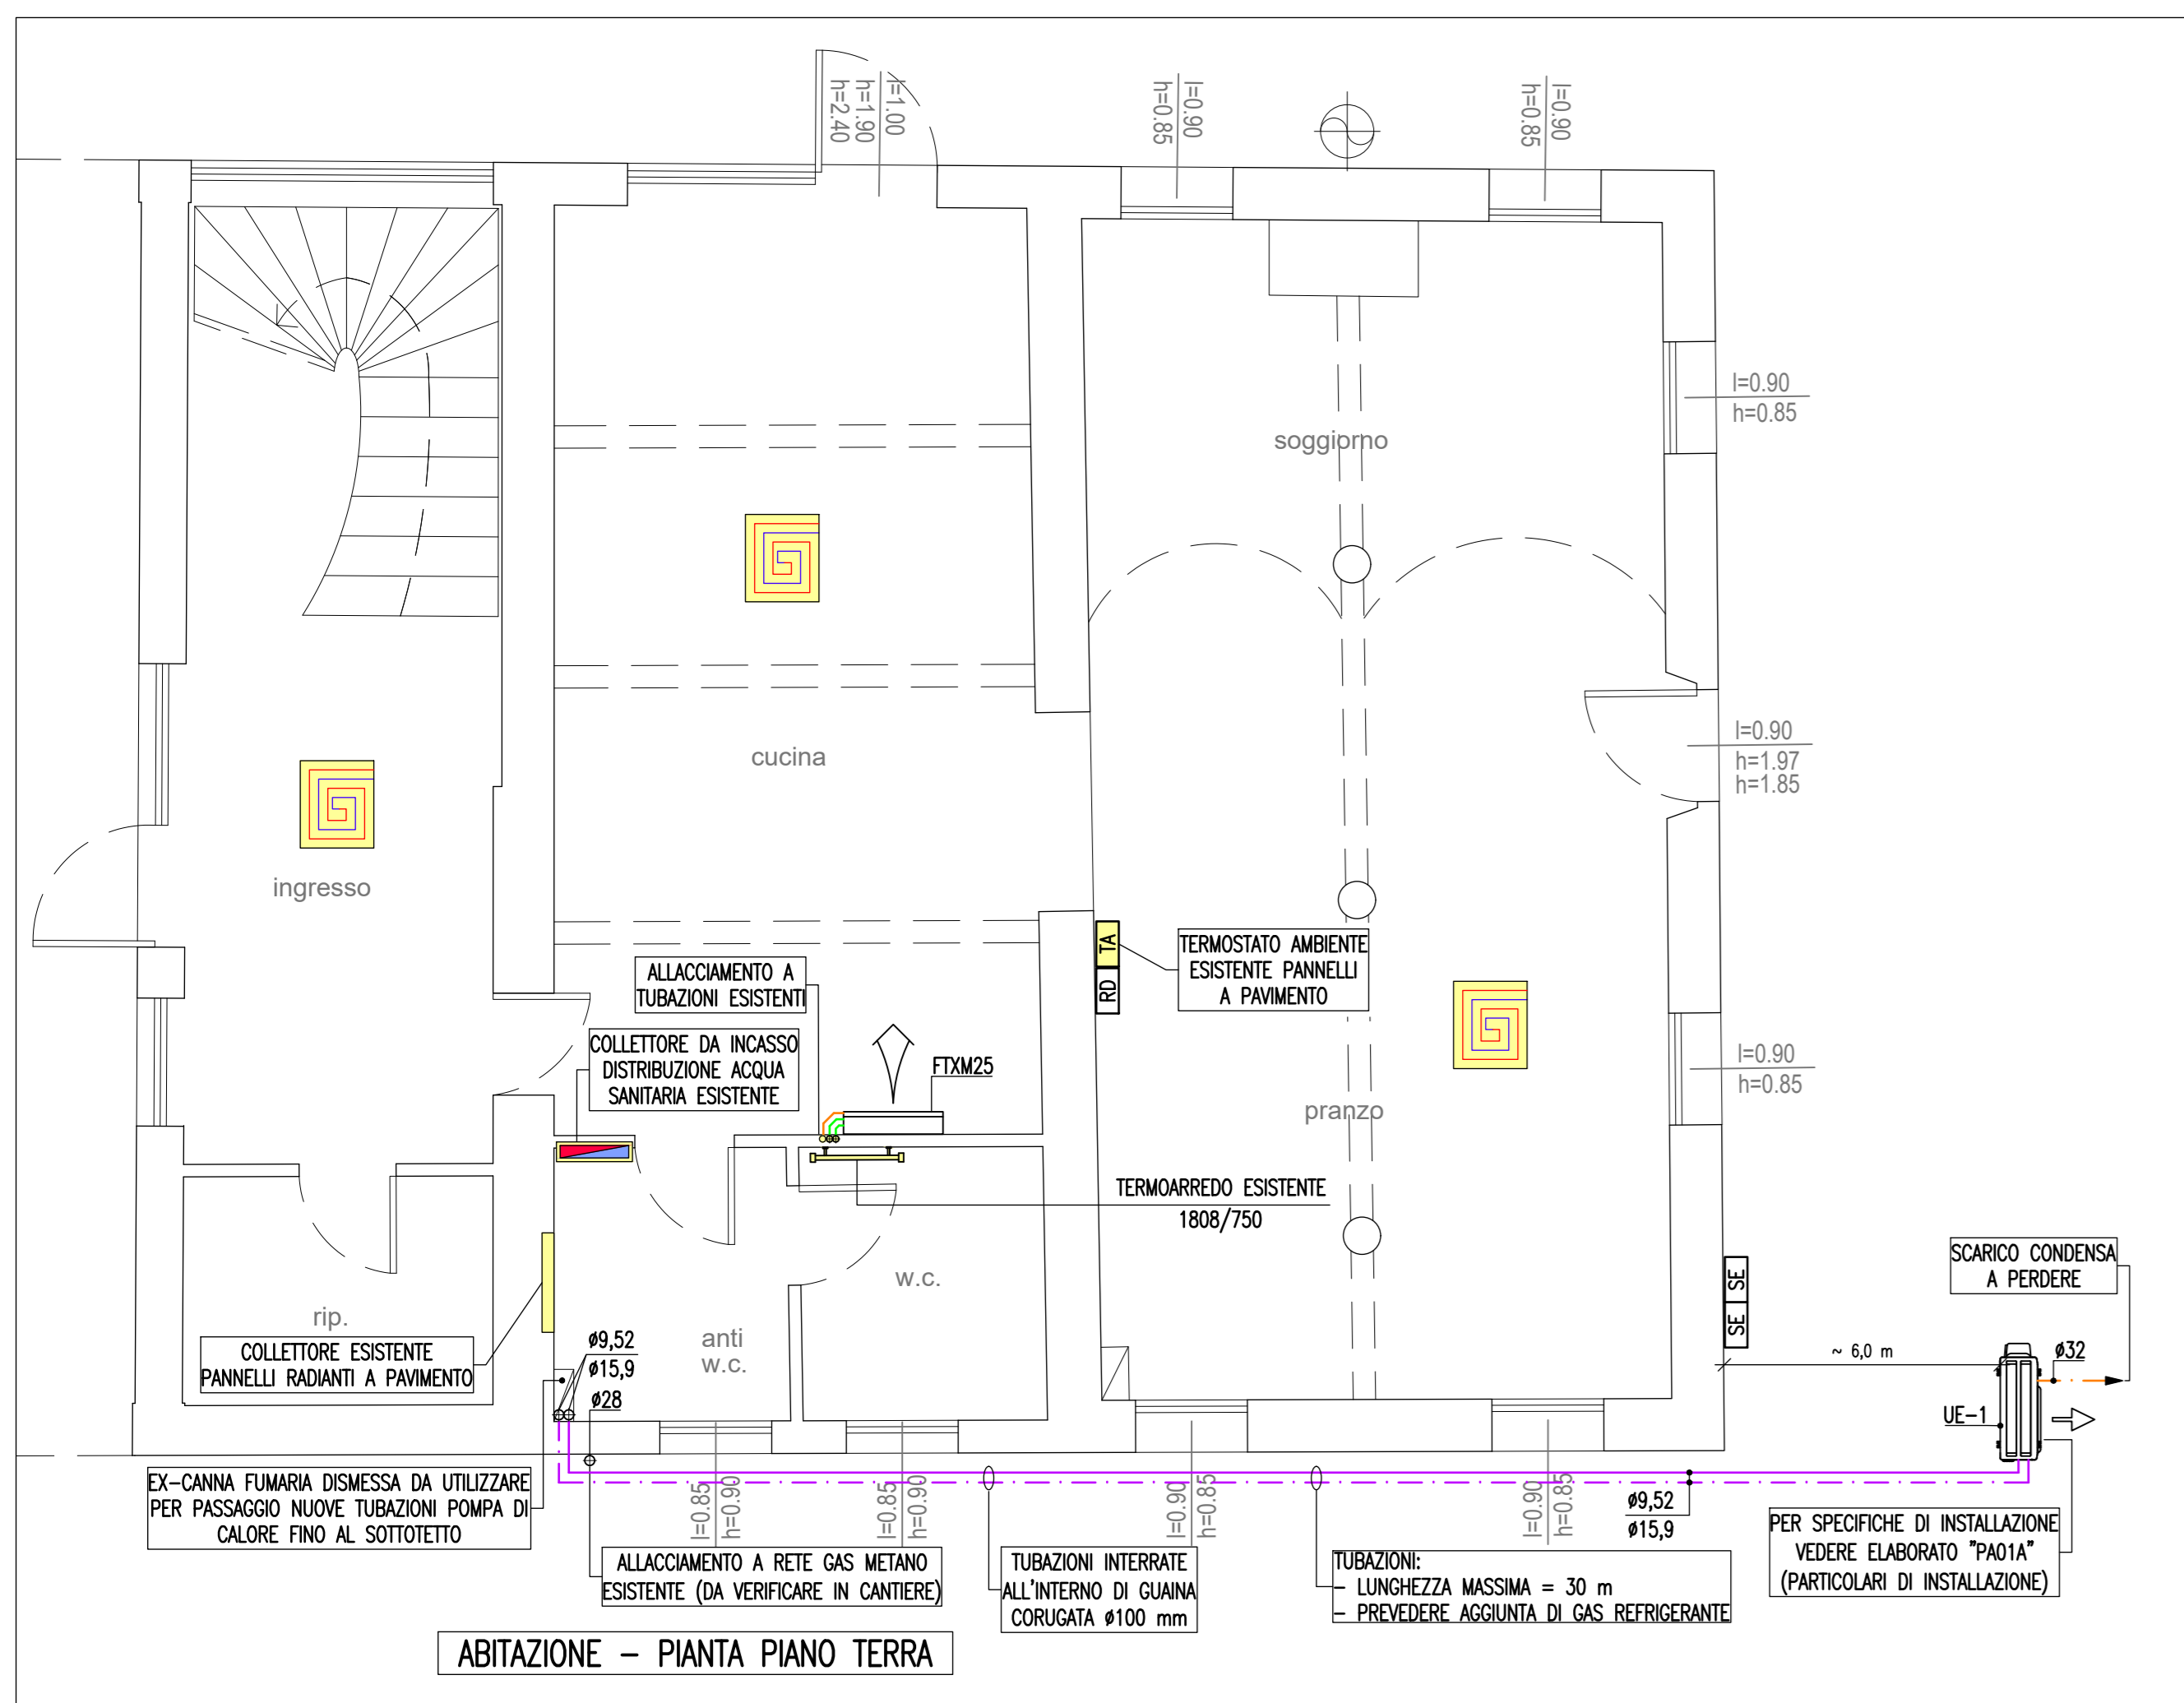 l=1.00
h=1.90
h=2.40
l=0.90
h=0.85
l=0.90
h=0.85
l=0.90
h=0.85
soggiorno
l=0.90
h=1.97
h=1.85
cucina
ingresso
TA
RD
TERMOSTATO AMBIENTE
ESISTENTE PANNELLI
A PAVIMENTO
ALLACCIAMENTO A
TUBAZIONI ESISTENTI
COLLETTORE DA INCASSO
DISTRIBUZIONE ACQUA
SANITARIA ESISTENTE
FTXM25
l=0.90
h=0.85
pranzo
TERMOARREDO ESISTENTE
1808/750
w.c.
SE
SE
SCARICO CONDENSA
A PERDERE
rip.
anti
w.c.
COLLETTORE ESISTENTE
PANNELLI RADIANTI A PAVIMENTO
ø9,52
ø15,9
ø28
~ 6,0 m
ø32
UE-1
EX-CANNA FUMARIA DISMESSA DA UTILIZZARE
PER PASSAGGIO NUOVE TUBAZIONI POMPA DI
CALORE FINO AL SOTTOTETTO
l=0.85
h=0.90
l=0.85
h=0.90
l=0.90
h=0.85
l=0.90
h=0.85
ø9,52
ø15,9
ALLACCIAMENTO A RETE GAS METANO
ESISTENTE (DA VERIFICARE IN CANTIERE)
TUBAZIONI INTERRATE
ALL'INTERNO DI GUAINA
CORUGATA ø100 mm
TUBAZIONI:
- LUNGHEZZA MASSIMA = 30 m
- PREVEDERE AGGIUNTA DI GAS REFRIGERANTE
PER SPECIFICHE DI INSTALLAZIONE
VEDERE ELABORATO "PA01A"
(PARTICOLARI DI INSTALLAZIONE)
ABITAZIONE - PIANTA PIANO TERRA